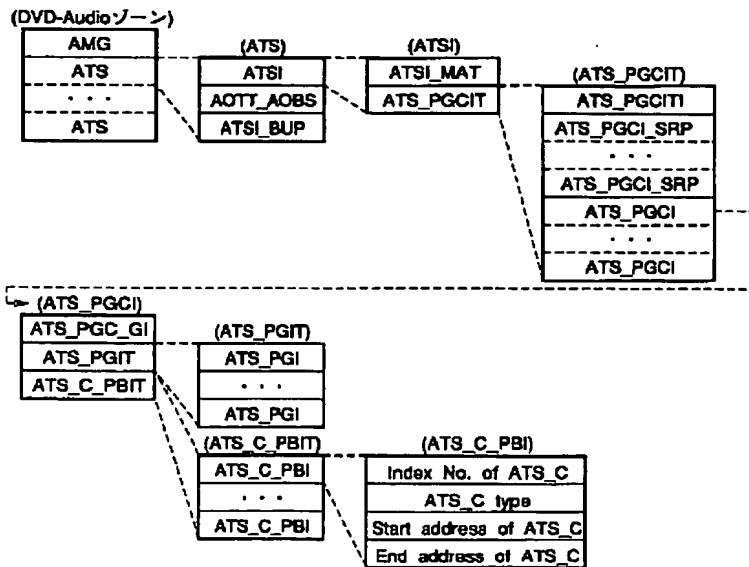 (DVD-Audioゾーン)
AMG
ATS
· · ·
ATS
(ATS)
ATSI
AOTT_AOBS
ATSI_BUP
(ATSI)
ATSI_MAT
ATS_PGCIT
(ATS_PGCIT)
ATS_PGCITI
ATS_PGCI_SRP
· · ·
ATS_PGCI_SRP
ATS_PGCI
· · ·
ATS_PGCI
(ATS_PGCI)
ATS_PGC_GI
ATS_PGIT
ATS_C_PBIT
(ATS_PGIT)
ATS_PGI
· · ·
ATS_PGI
(ATS_C_PBIT)
ATS_C_PBI
· · ·
ATS_C_PBI
(ATS_C_PBI)
Index No. of ATS_C
ATS_C type
Start address of ATS_C
End address of ATS_C